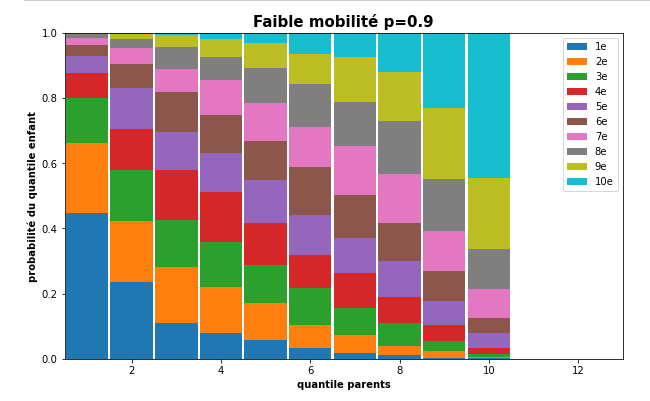 Faible mobilité p=0.9
probabilité du quantile enfant
1.0
0.8
0.6
0.4
0.2
0.0
2
4
6
8
10
12
quantile parents
1e
2e
3e
4e
5e
6e
7e
8e
9e
10e